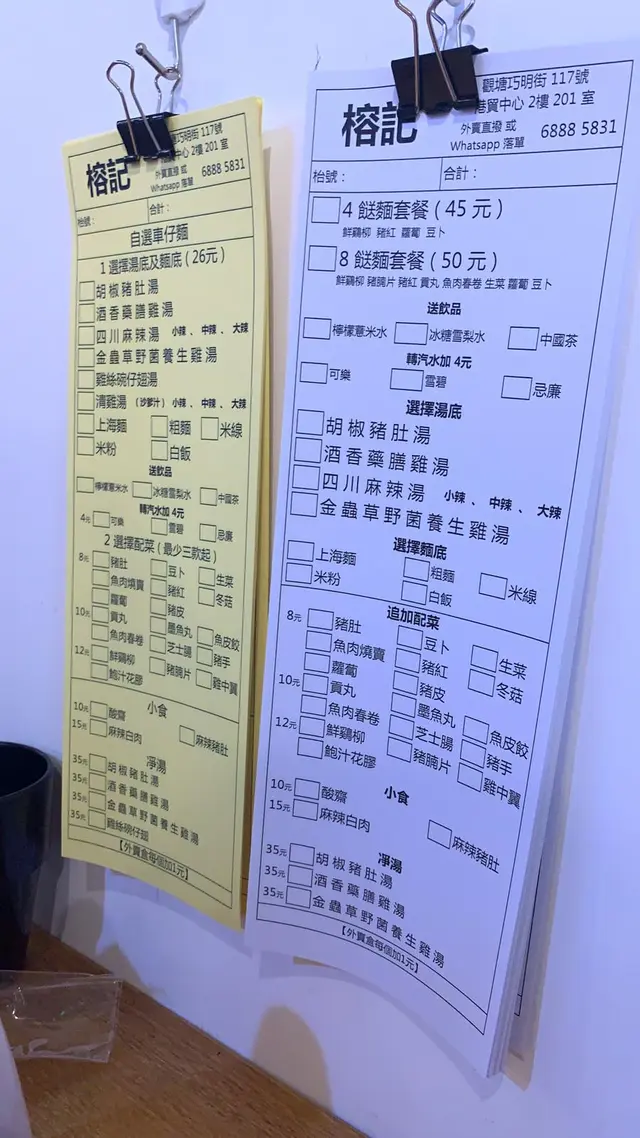 榕記
巧明街 117號
貿中心 2樓 201 室
外賣直撥 或
Whatsapp 落單
6888 5831
枱號：
合計：
自選車仔麵
1 選擇湯底及麵底 (26元)
胡椒豬肚湯
酒香藥膳雞湯
四川麻辣湯 小辣、中辣、大辣
金蟲草野菌養生雞湯
雞絲碗仔翅湯
清雞湯 (沙爹汁) 小辣、中辣、大辣
上海麵 粗麵 米線
米粉 白飯
送飲品
檸檬薏米水 冰糖雪梨水 中國茶
轉汽水加 4元
4元 可樂 雪碧 忌廉
2 選擇配菜 (最少三款起)
8元 豬肚 豆卜 生菜
魚肉燒賣 豬紅 冬菇
蘿蔔 豬皮
10元 貢丸 墨魚丸 魚皮餃
魚肉春卷 芝士腸 豬手
12元 鮮鷄柳 豬腩片 雞中翼
鮑汁花膠
小食
10元 酸齋
15元 麻辣白肉 麻辣豬肚
淨湯
35元 胡椒豬肚湯
35元 酒香藥膳雞湯
35元 金蟲草野菌養生雞湯
35元 雞絲碗仔翅
【外賣盒每個加1元】
榕記
觀塘巧明街 117號
港貿中心 2樓 201 室
外賣直撥 或
Whatsapp 落單
6888 5831
枱號：
合計：
4 餸麵套餐 (45 元)
鮮鷄柳 豬紅 蘿蔔 豆卜
8 餸麵套餐 (50 元)
鮮鷄柳 豬腩片 豬紅 貢丸 魚肉春卷 生菜 蘿蔔 豆卜
送飲品
檸檬薏米水 冰糖雪梨水 中國茶
轉汽水加 4元
可樂 雪碧 忌廉
選擇湯底
胡椒豬肚湯
酒香藥膳雞湯
四川麻辣湯 小辣、中辣、大辣
金蟲草野菌養生雞湯
選擇麵底
上海麵 粗麵 米線
米粉 白飯
追加配菜
8元 豬肚 豆卜 生菜
魚肉燒賣 豬紅 冬菇
蘿蔔 豬皮
10元 貢丸 墨魚丸 魚皮餃
魚肉春卷 芝士腸 豬手
12元 鮮鷄柳 豬腩片 雞中翼
鮑汁花膠
小食
10元 酸齋
15元 麻辣白肉 麻辣豬肚
淨湯
35元 胡椒豬肚湯
35元 酒香藥膳雞湯
35元 金蟲草野菌養生雞湯
【外賣盒每個加1元】